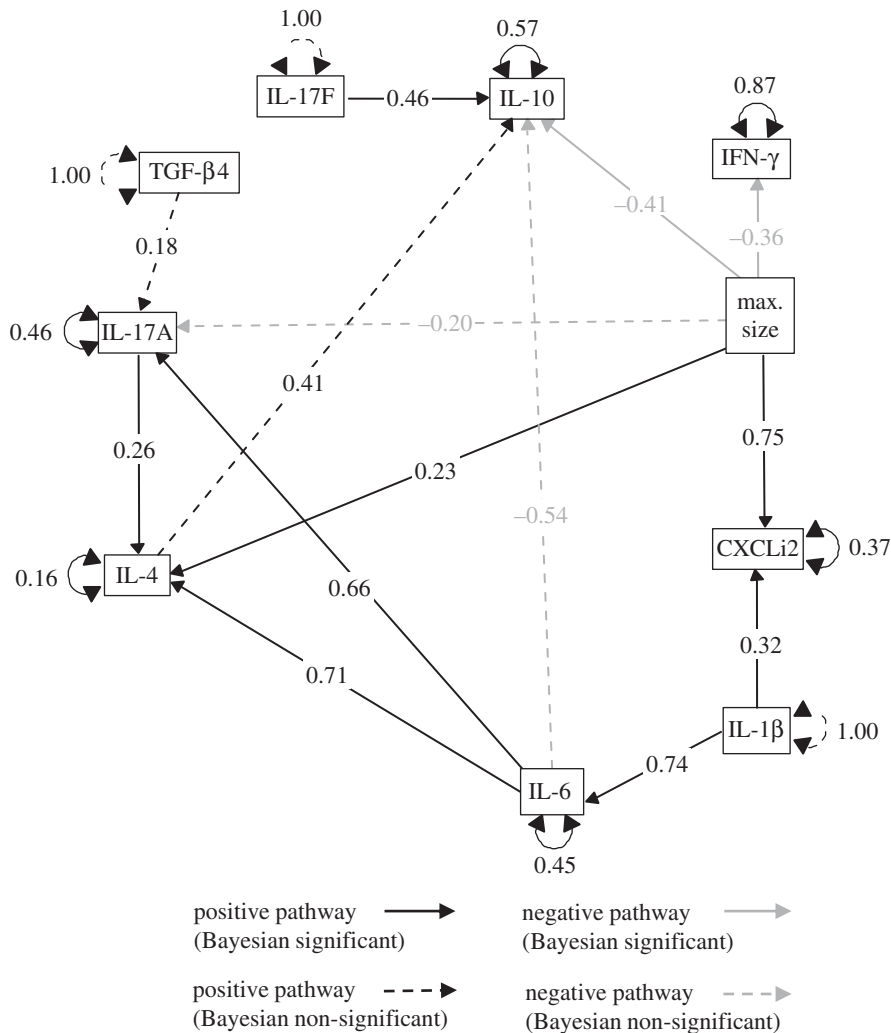 1.00
0.57
IL-17F
0.46
IL-10
0.87
IFN-γ
TGF-β4
1.00
–0.41
0.18
–0.36
max.
size
0.46
IL-17A
–0.20
0.41
0.26
0.75
0.23
–0.54
CXCLi2
0.37
0.16
IL-4
0.66
0.32
0.71
IL-1β
1.00
0.74
IL-6
0.45
positive pathway
(Bayesian significant)
negative pathway
(Bayesian significant)
positive pathway
(Bayesian non-significant)
negative pathway
(Bayesian non-significant)